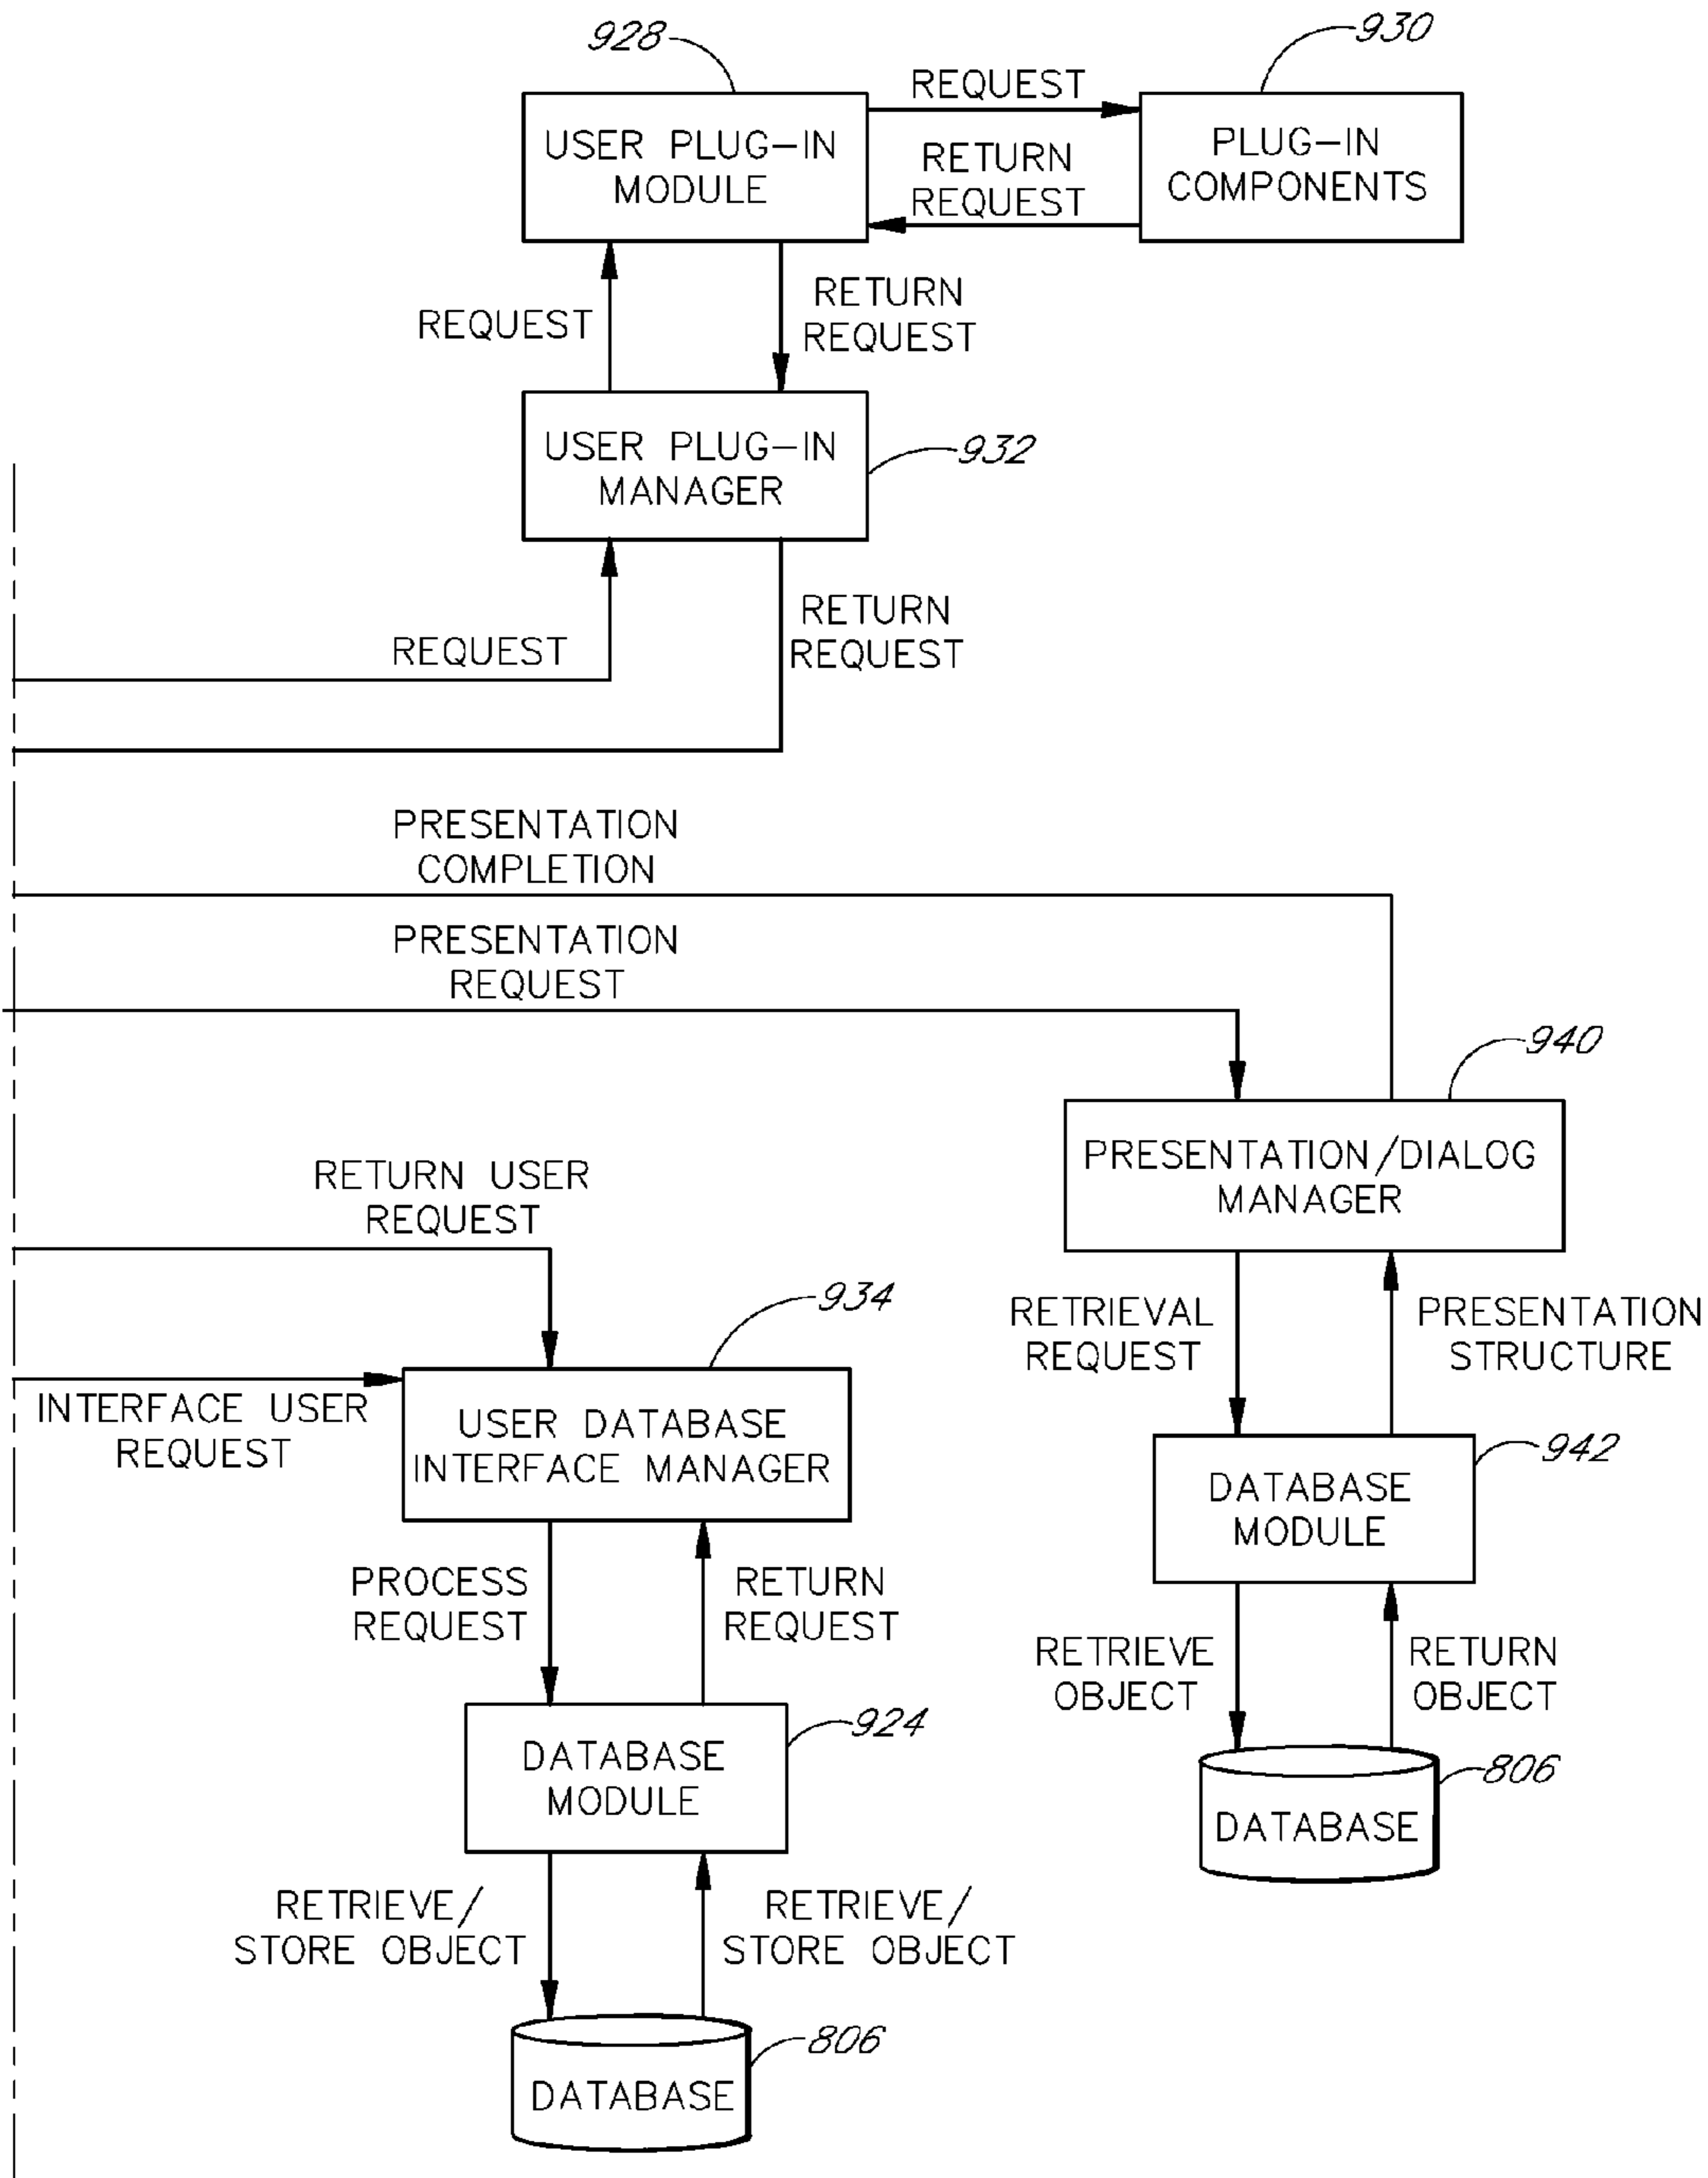 928
930
REQUEST
USER PLUG-IN
MODULE
PLUG-IN
COMPONENTS
RETURN
REQUEST
REQUEST
RETURN
REQUEST
USER PLUG-IN
MANAGER
932
REQUEST
RETURN
REQUEST
PRESENTATION
COMPLETION
PRESENTATION
REQUEST
940
PRESENTATION/DIALOG
MANAGER
RETURN USER
REQUEST
934
RETRIEVAL
REQUEST
PRESENTATION
STRUCTURE
INTERFACE USER
REQUEST
USER DATABASE
INTERFACE MANAGER
942
DATABASE
MODULE
PROCESS
REQUEST
RETURN
REQUEST
RETRIEVE
OBJECT
RETURN
OBJECT
924
DATABASE
MODULE
806
DATABASE
RETRIEVE/
STORE OBJECT
RETRIEVE/
STORE OBJECT
806
DATABASE